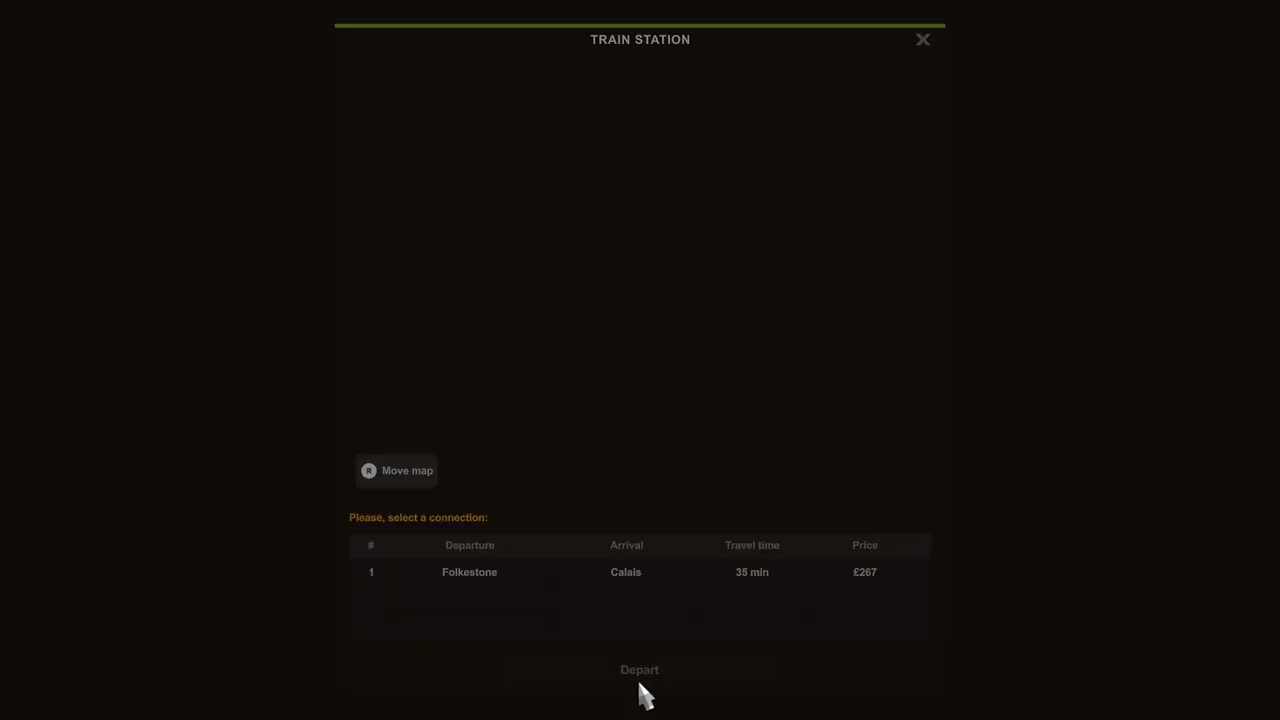 TRAIN STATION
R Move map
Please, select a connection:
# Departure Arrival Travel time Price
1 Folkestone Calais 35 min £267
Depart